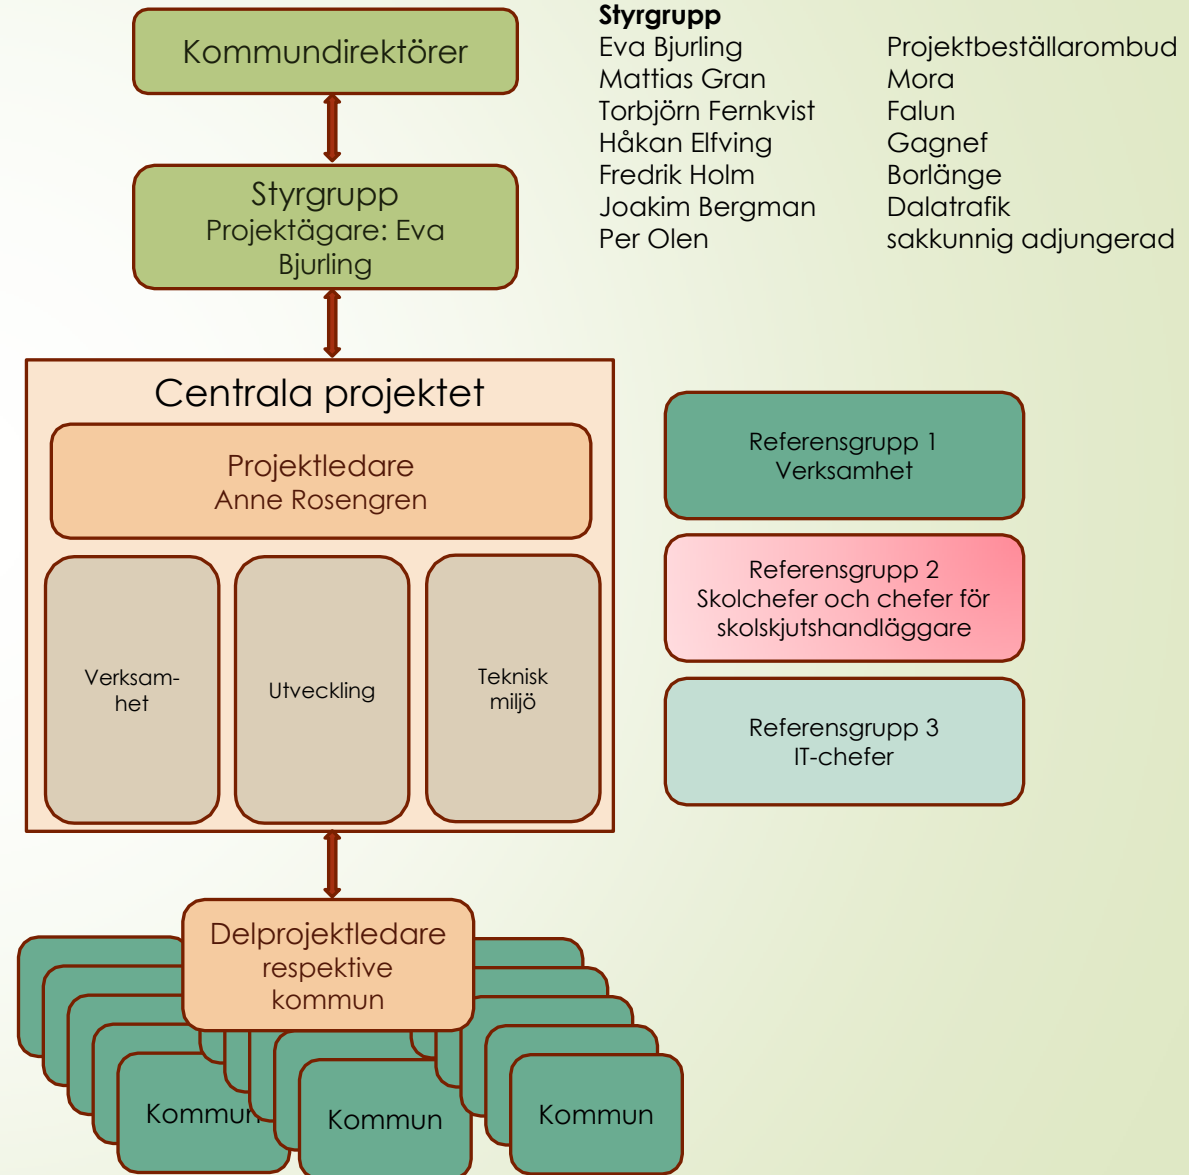 Kommundirektörer
Styrgrupp
Projektägare: Eva
Bjurling
Styrgrupp
Eva Bjurling Projektbeställarombud
Mattias Gran Mora
Torbjörn Fernkvist Falun
Håkan Elfving Gagnef
Fredrik Holm Borlänge
Joakim Bergman Dalatrafik
Per Olen sakkunnig adjungerad
Centrala projektet
Projektledare
Anne Rosengren
Verksam-
het
Utveckling
Teknisk
miljö
Referensgrupp 1
Verksamhet
Referensgrupp 2
Skolchefer och chefer för
skolskjutshandläggare
Referensgrupp 3
IT-chefer
Delprojektledare
respektive
kommun
Kommun
Kommun
Kommun